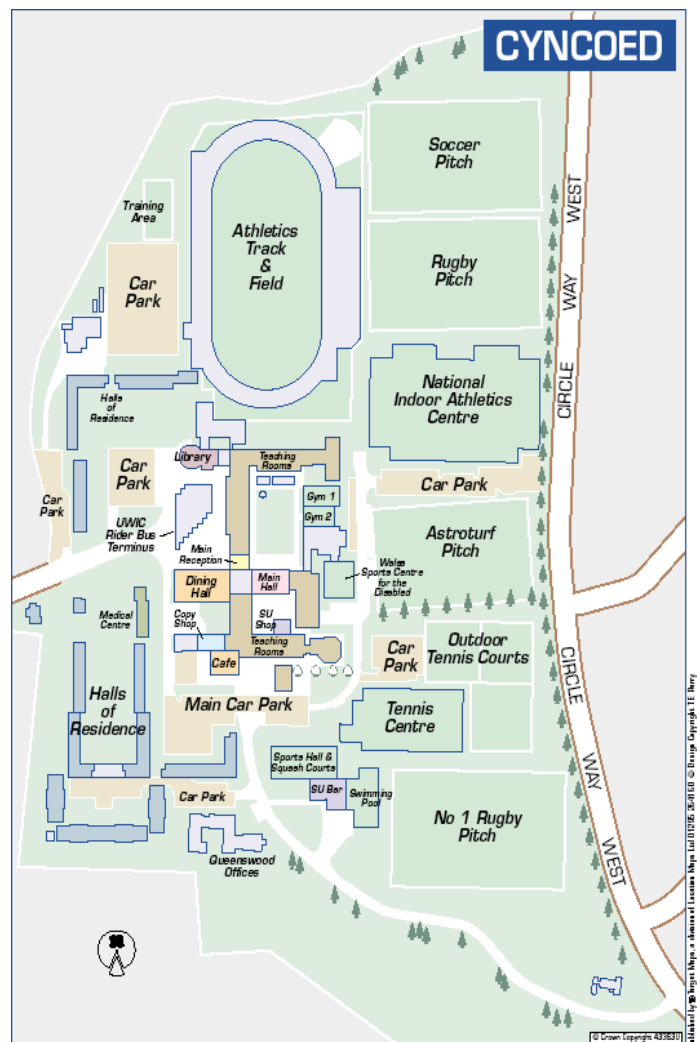 CYNCOED
Soccer
Pitch
Training
Area
Athletics
Track
&
Field
WEST
Rugby
Pitch
WAY
Car
Park
National
Indoor Athletics
Centre
CIRCLE
Halls
of
Residence
Library
Teaching
Rooms
Car
Park
Car Park
Car
Park
Gym 1
Gym 2
UWIC
Rider Bus
Terminus
Astroturf
Pitch
Main
Reception
Wales
Sports Centre
for the
Disabled
Dining
Hall
Main
Hall
Medical
Centre
Copy
Shop
SU
Shop
Teaching
Rooms
Car
Park
Outdoor
Tennis Courts
Cafe
CIRCLE
Halls
of
Residence
Main Car Park
Tennis
Centre
WAY
Sports Hall &
Squash Courts
SU Bar
Swimming
Pool
Car Park
No 1 Rugby
Pitch
WEST
Queenswood
Offices
© Crown Copyright 43363U